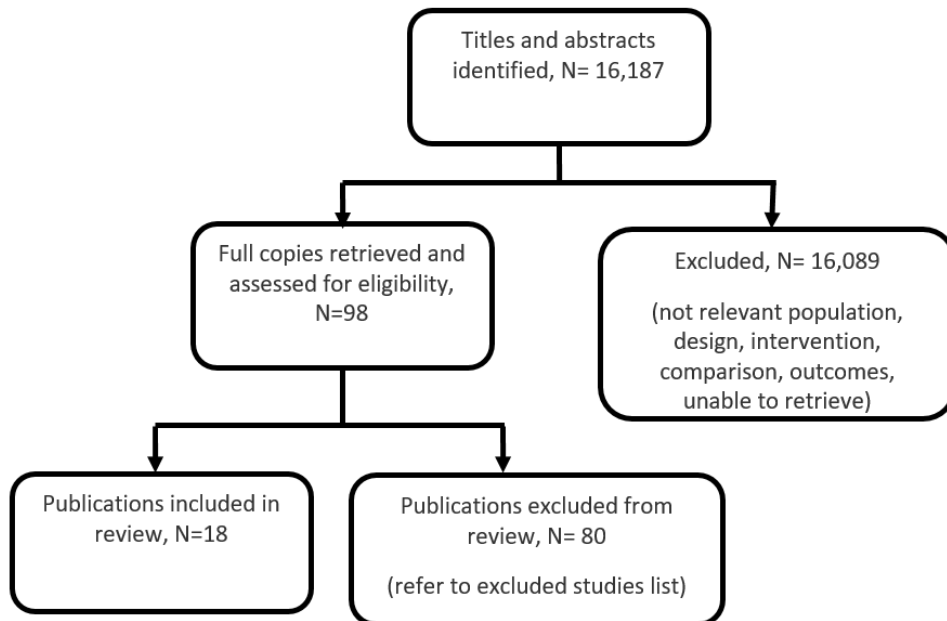 Titles and abstracts
identified, N= 16,187
Full copies retrieved and
assessed for eligibility,
N=98
Excluded, N= 16,089
(not relevant population,
design, intervention,
comparison, outcomes,
unable to retrieve)
Publications included in
review, N=18
Publications excluded from
review, N= 80
(refer to excluded studies list)